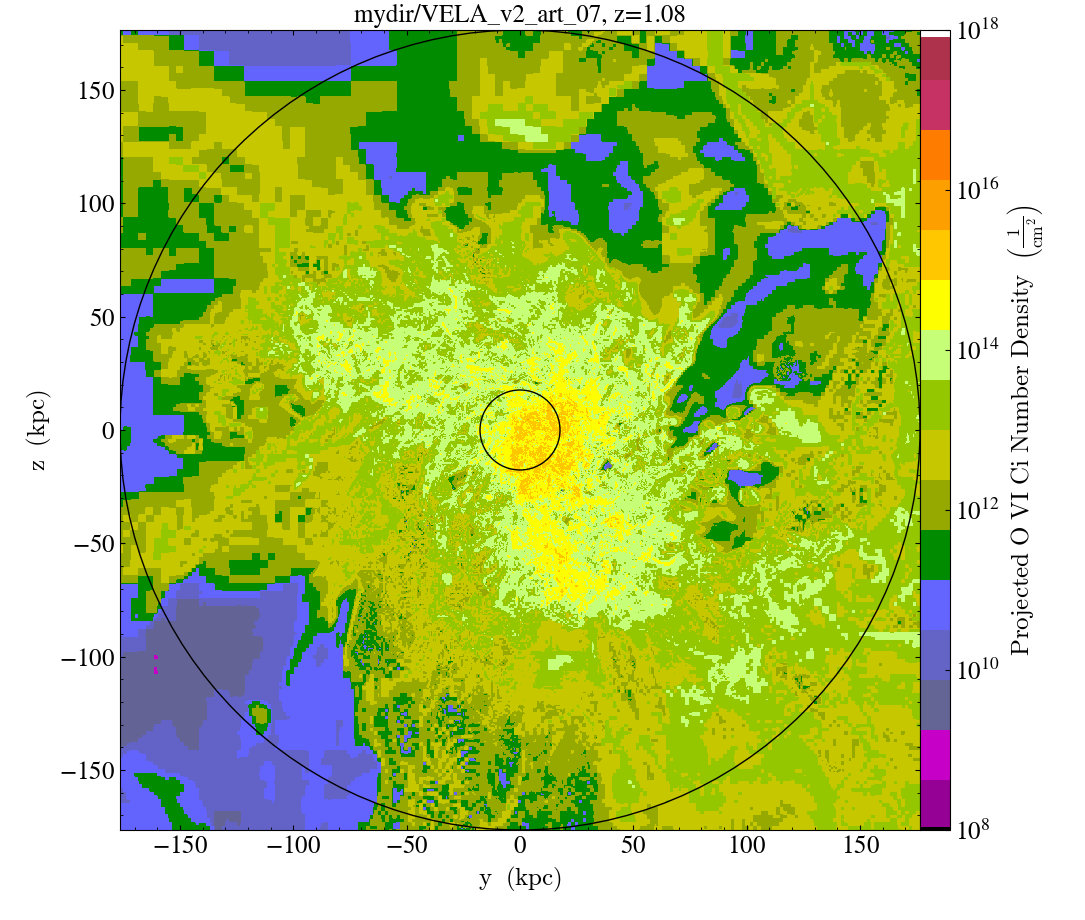 mydir/VELA_v2_art_07, z=1.08
150
100
50
0
−50
−100
−150
z (kpc)
−150 −100 −50 0 50 100 150
y (kpc)
10^18
10^16
10^14
10^12
10^10
10^8
Projected O VI Ci Number Density (1/cm^2)